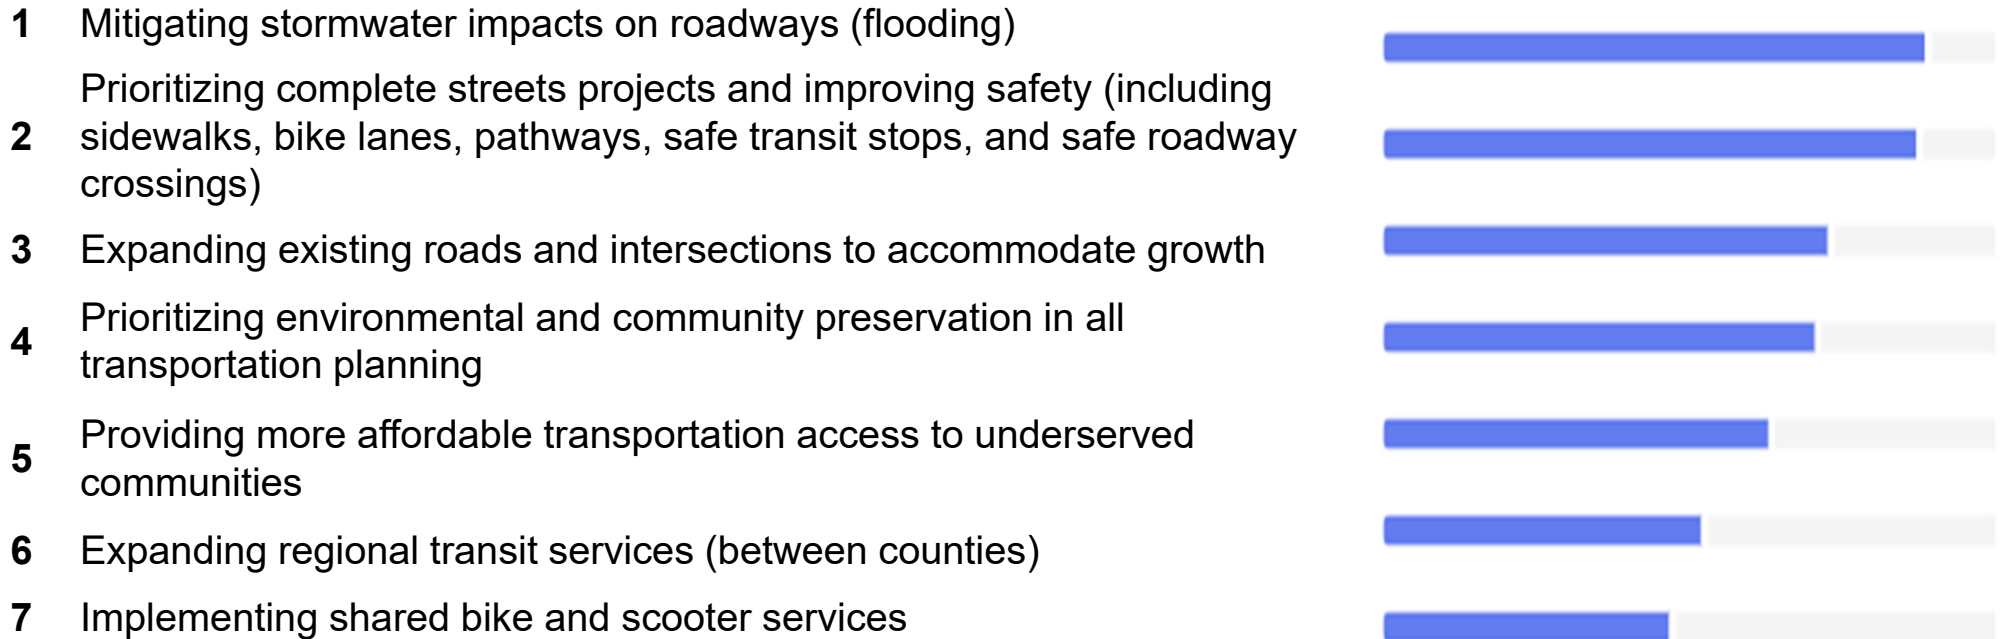 1 Mitigating stormwater impacts on roadways (flooding)
Prioritizing complete streets projects and improving safety (including
2 sidewalks, bike lanes, pathways, safe transit stops, and safe roadway
crossings)
3 Expanding existing roads and intersections to accommodate growth
4 Prioritizing environmental and community preservation in all
transportation planning
5 Providing more affordable transportation access to underserved
communities
6 Expanding regional transit services (between counties)
7 Implementing shared bike and scooter services